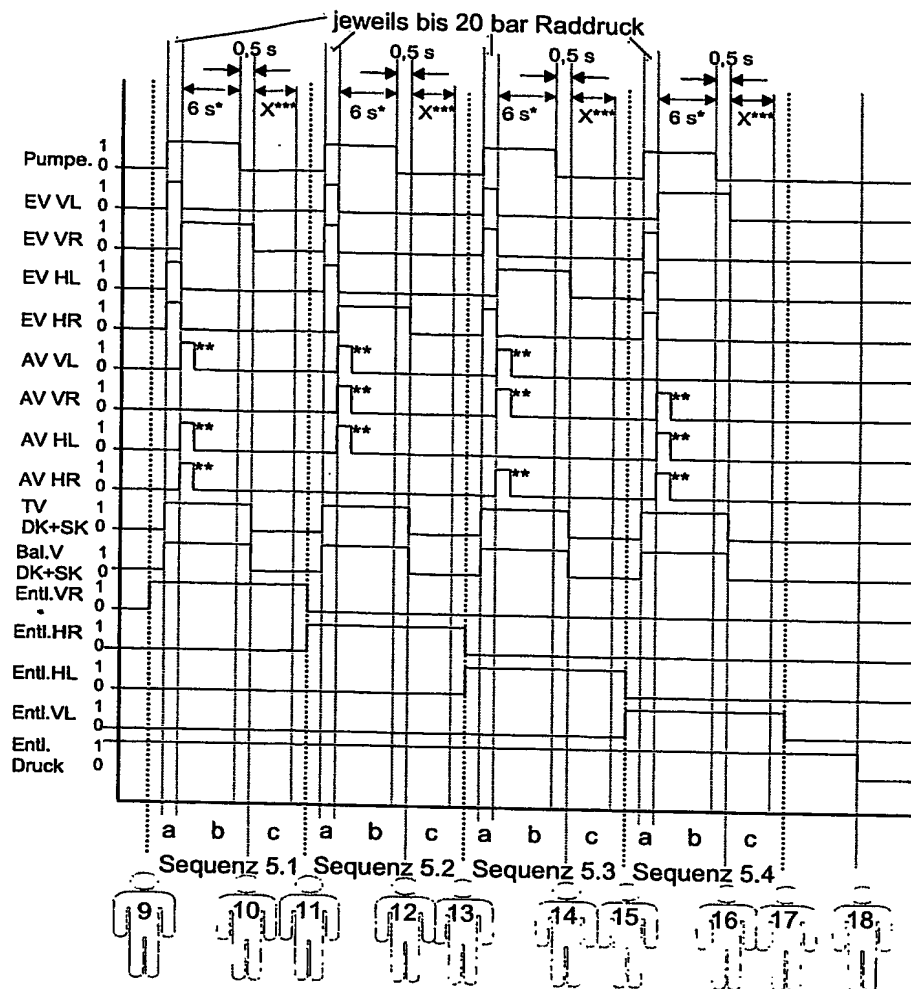 jeweils bis 20 bar Raddruck
0,5 s 0,5 s 0,5 s 0,5 s
6 s* X*** 6 s* X*** 6 s* X*** 6 s* X***
Pumpe. 1 0
EV VL 1 0
EV VR 1 0
EV HL 1 0
EV HR 1 0
AV VL 1 0 ** ** **
AV VR 1 0 ** ** **
AV HL 1 0 ** ** **
AV HR 1 0 ** ** **
TV
DK+SK 1 0
Bal.V
DK+SK 1 0
Entl.VR 1 0
Entl.HR 1 0
Entl.HL 1 0
Entl.VL 1 0
Entl.
Druck 1 0
a b c a b c a b c a b c
Sequenz 5.1 Sequenz 5.2 Sequenz 5.3 Sequenz 5.4
9 10 11 12 13 14 15 16 17 18